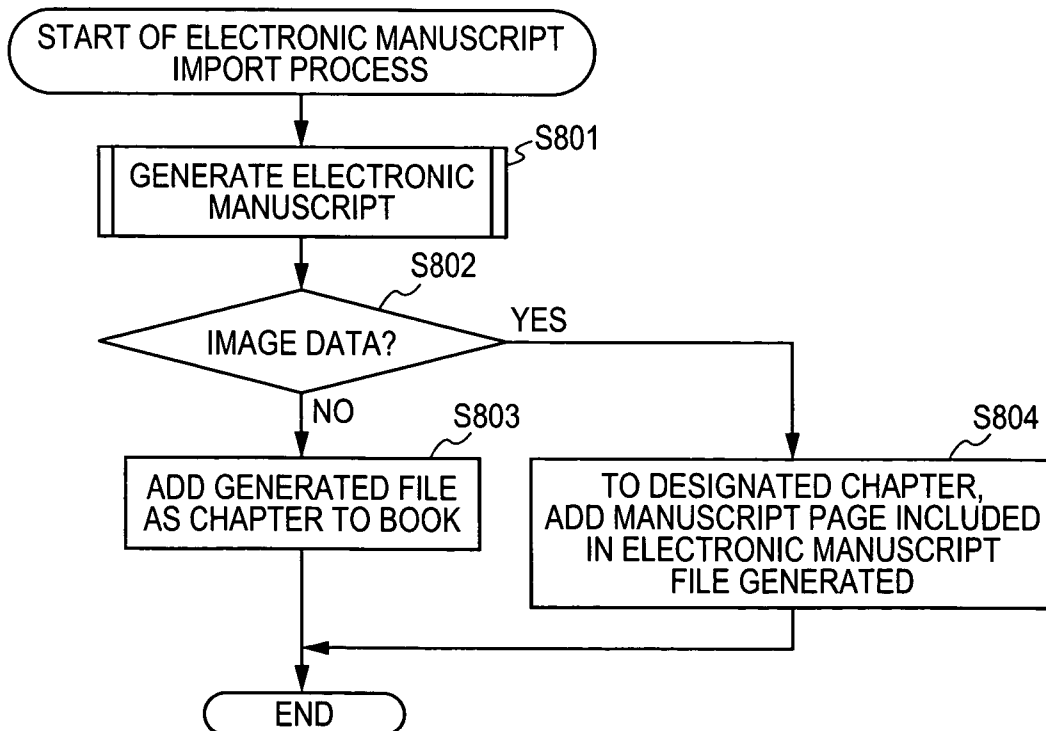 START OF ELECTRONIC MANUSCRIPT
IMPORT PROCESS
S801
GENERATE ELECTRONIC
MANUSCRIPT
S802
IMAGE DATA?
YES
NO
S803
ADD GENERATED FILE
AS CHAPTER TO BOOK
S804
TO DESIGNATED CHAPTER,
ADD MANUSCRIPT PAGE INCLUDED
IN ELECTRONIC MANUSCRIPT
FILE GENERATED
END